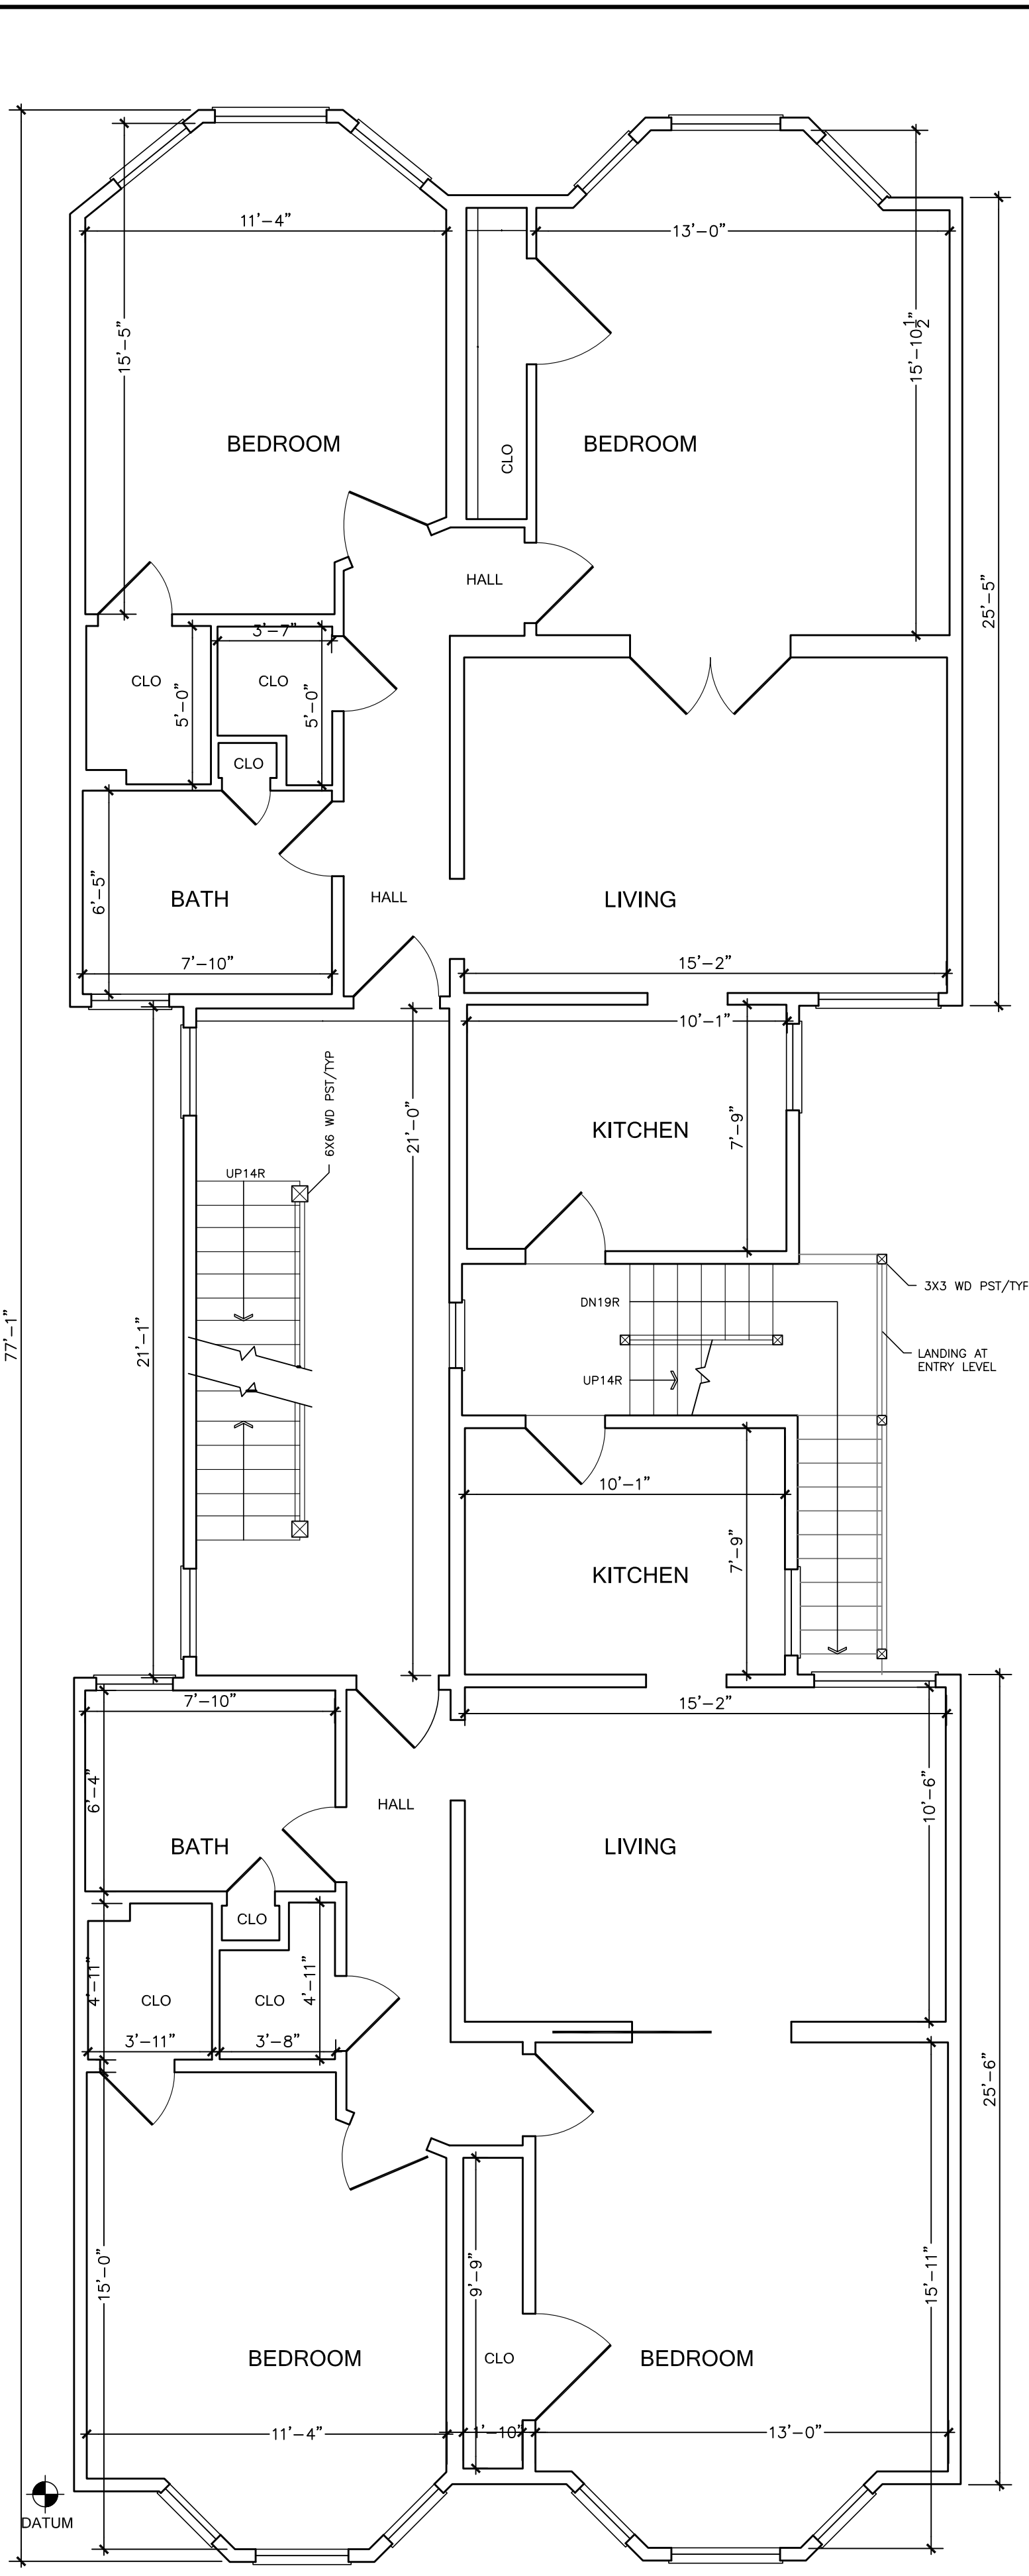 11'-4"
13'-0"
15'-5"
15'-10 1/2"
BEDROOM
BEDROOM
CLO
HALL
25'-5"
3'-7"
CLO
5'-0"
CLO
5'-0"
CLO
6'-5"
BATH
HALL
LIVING
7'-10"
15'-2"
10'-1"
6X6 WD PST/TYP
21'-0"
KITCHEN
7'-9"
UP14R
77'-1"
21'-1"
DN19R
3X3 WD PST/TYP
UP14R
LANDING AT
ENTRY LEVEL
10'-1"
7'-9"
KITCHEN
7'-10"
15'-2"
6'-4"
HALL
10'-6"
BATH
LIVING
CLO
4'-11"
CLO
CLO
4'-11"
3'-11"
3'-8"
25'-6"
15'-0"
9'-9"
15'-11"
BEDROOM
CLO
BEDROOM
11'-4"
1'-10"
13'-0"
DATUM